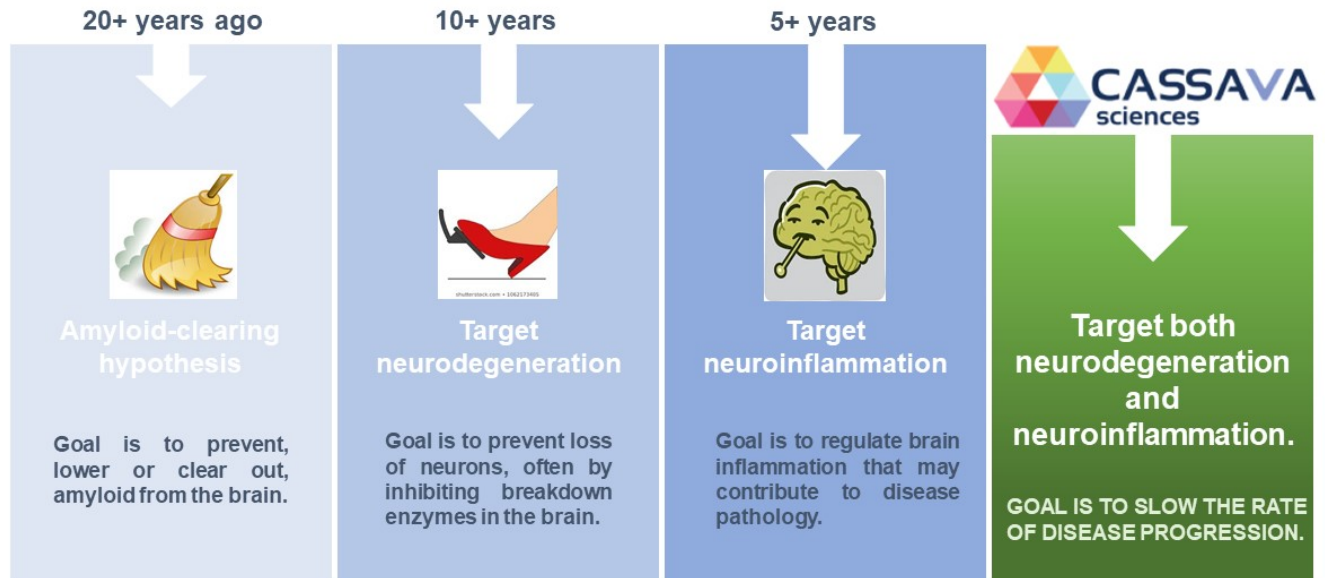 20+ years ago
Amyloid-clearing
hypothesis
Goal is to prevent,
lower or clear out,
amyloid from the brain.
10+ years
shutterstock.com • 1062173465
Target
neurodegeneration
Goal is to prevent loss
of neurons, often by
inhibiting breakdown
enzymes in the brain.
5+ years
Target
neuroinflammation
Goal is to regulate brain
inflammation that may
contribute to disease
pathology.
CASSAVA
sciences
Target both
neurodegeneration
and
neuroinflammation.
GOAL IS TO SLOW THE RATE
OF DISEASE PROGRESSION.